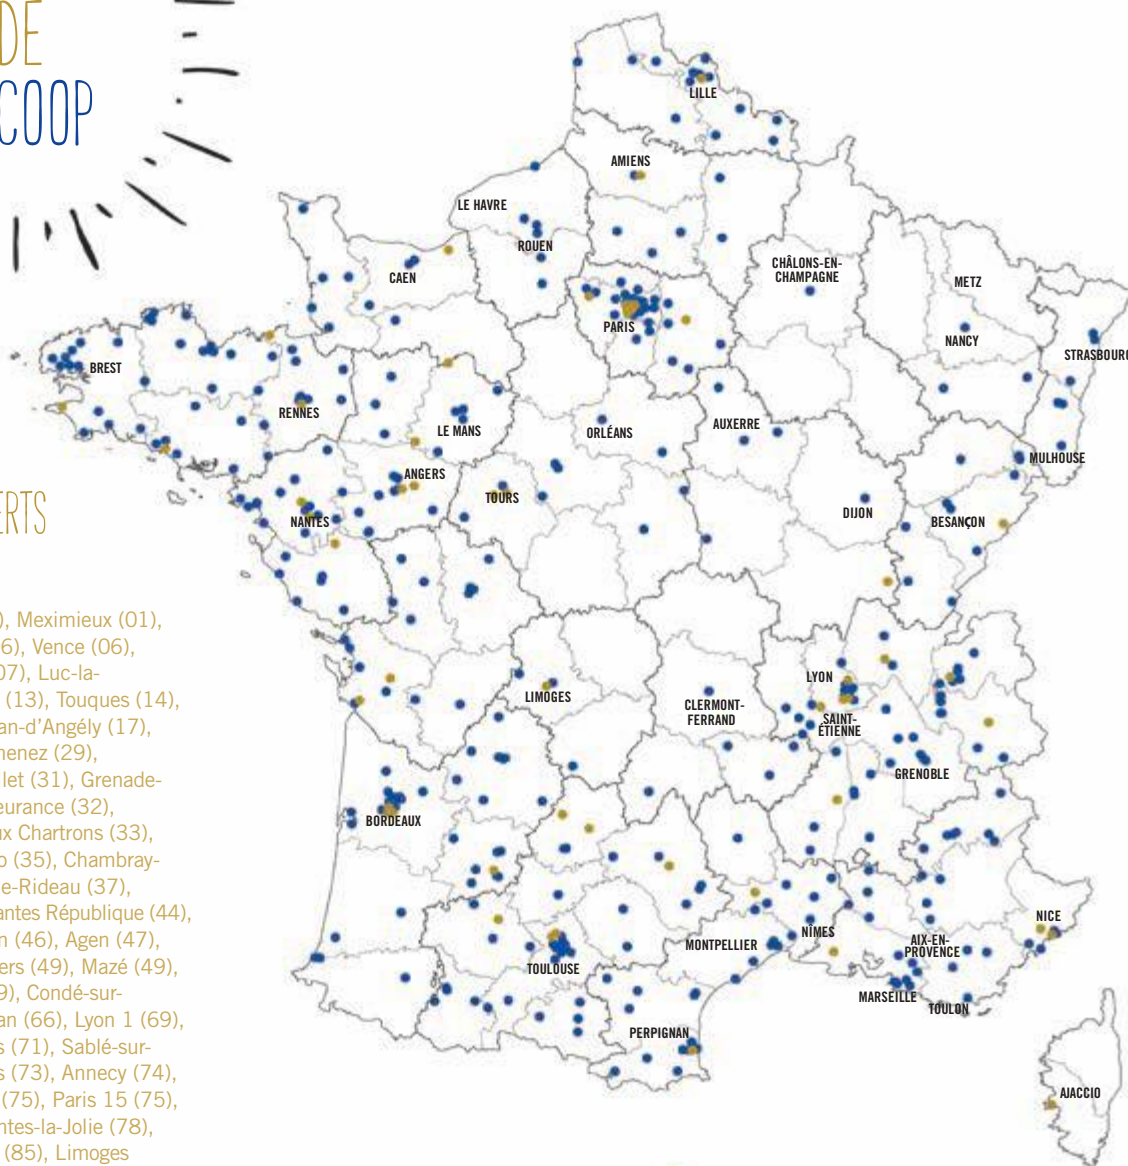 DE
COOP
ERTS
), Meximieux (01),
6), Vence (06),
07), Luc-la-
(13), Touques (14),
an-d’Angély (17),
nenez (29),
llet (31), Grenade-
eurance (32),
ux Chartrons (33),
o (35), Chambray-
le-Rideau (37),
antes République (44),
n (46), Agen (47),
ers (49), Mazé (49),
9), Condé-sur-
an (66), Lyon 1 (69),
s (71), Sablé-sur-
s (73), Annecy (74),
(75), Paris 15 (75),
ntes-la-Jolie (78),
(85), Limoges
LILLE
AMIENS
LE HAVRE
ROUEN
CAEN
CHÂLONS-EN-
CHAMPAGNE
METZ
PARIS
NANCY
STRASBOURG
BREST
RENNES
LE MANS
ORLÉANS
AUXERRE
MULHOUSE
ANGERS
TOURS
NANTES
DIJON
BESANÇON
LIMOGES
CLERMONT-
FERRAND
LYON
SAINT-
ÉTIENNE
GRENOBLE
BORDEAUX
NICE
NÎMES
MONTPELLIER
AIX-EN-
PROVENCE
TOULOUSE
MARSEILLE
TOULON
PERPIGNAN
AJACCIO